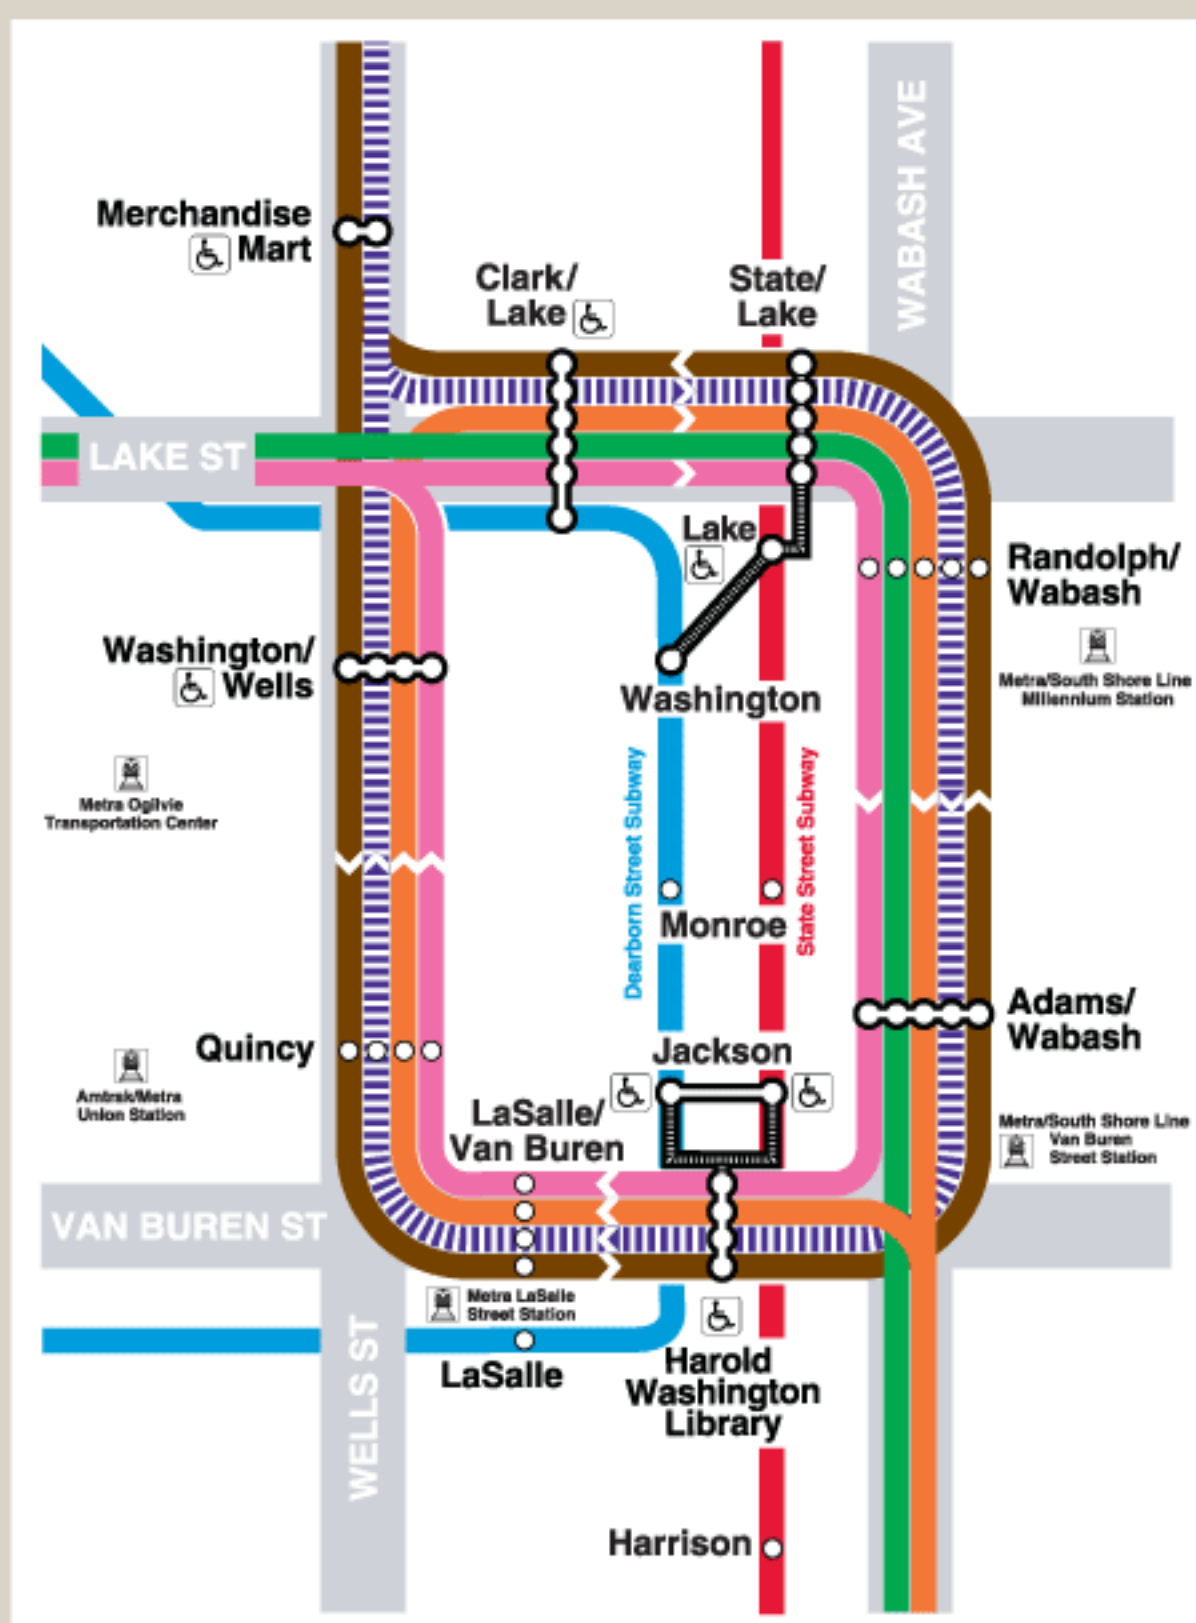 WABASH AVE
Merchandise
Mart
Clark/
Lake
State/
Lake
LAKE ST
Lake
Randolph/
Wabash
Washington/
Wells
Metra/South Shore Line
Millennium Station
Washington
Metra Ogilvie
Transportation Center
Dearborn Street Subway
State Street Subway
Monroe
Adams/
Wabash
Quincy
Jackson
Amtrak/Metra
Union Station
LaSalle/
Van Buren
Metra/South Shore Line
Van Buren
Street Station
VAN BUREN ST
Metra LaSalle
Street Station
WELLS ST
LaSalle
Harold
Washington
Library
Harrison